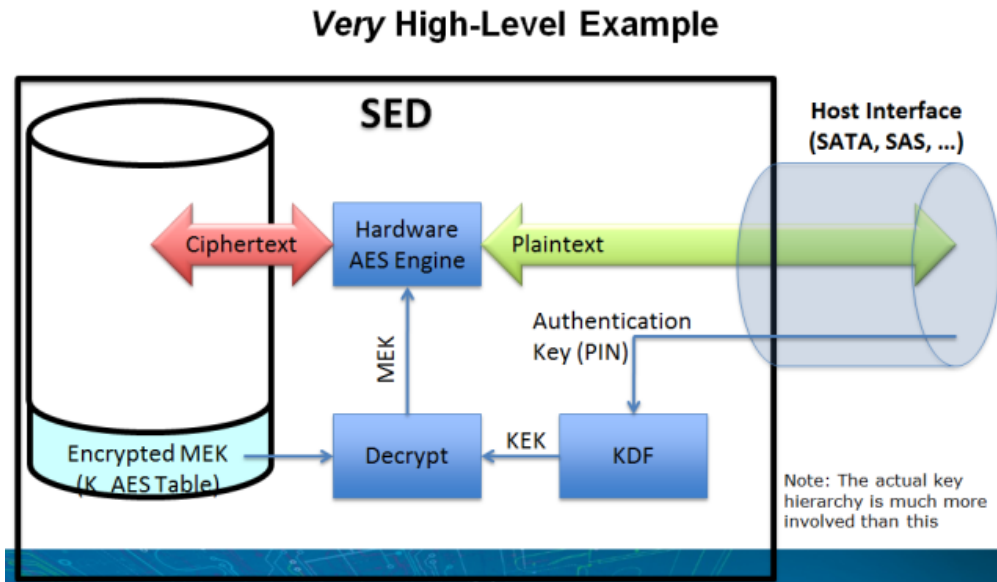 Very High-Level Example
SED
Host Interface
(SATA, SAS, ...)
Ciphertext
Hardware
AES Engine
Plaintext
Authentication
Key (PIN)
MEK
Encrypted MEK
(K_AES Table)
Decrypt
KEK
KDF
Note: The actual key
hierarchy is much more
involved than this